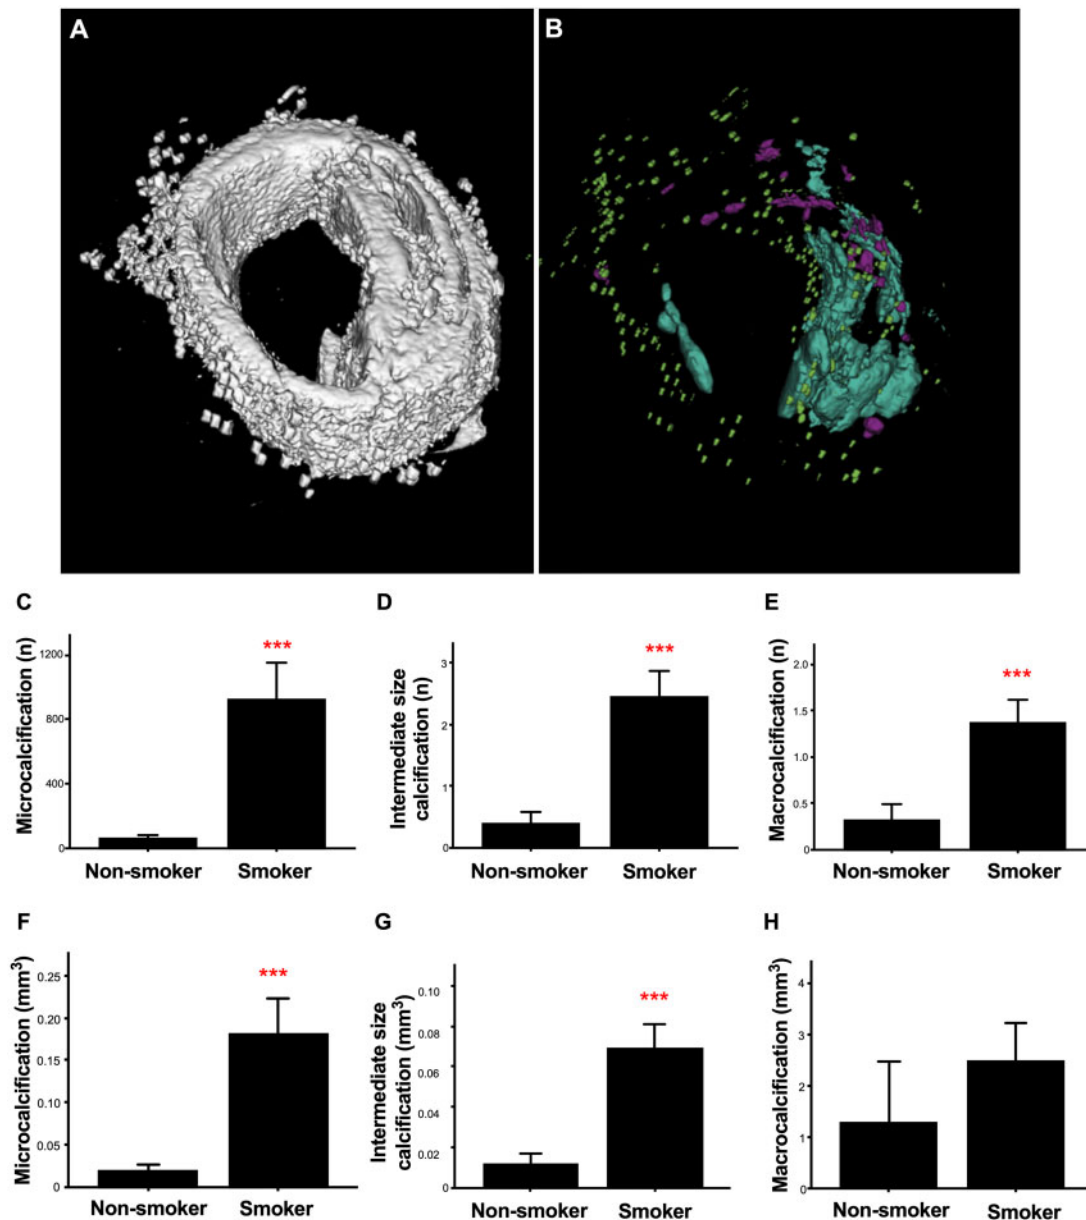 A
B
C
Microcalcification (n)
1200
800
400
0
***
Non-smoker Smoker
D
Intermediate size
calcification (n)
3
2
1
0
***
Non-smoker Smoker
E
Macrocalcification (n)
2.0
1.5
1.0
0.5
0
***
Non-smoker Smoker
F
Microcalcification (mm³)
0.25
0.20
0.15
0.10
0.05
0
***
Non-smoker Smoker
G
Intermediate size
calcification (mm³)
0.10
0.08
0.06
0.04
0.02
0
***
Non-smoker Smoker
H
Macrocalcification (mm³)
4
3
2
1
0
Non-smoker Smoker